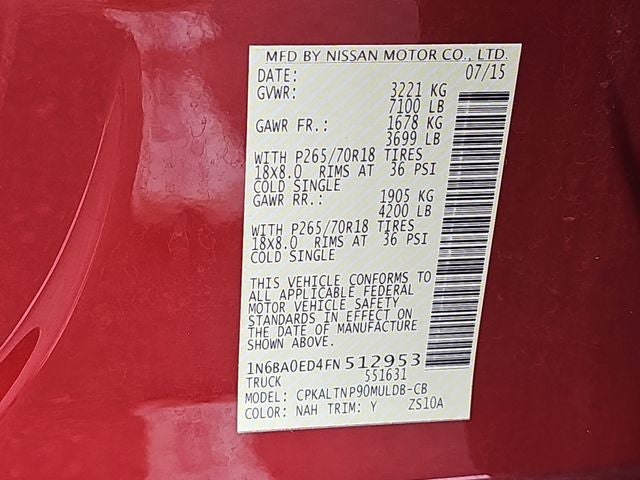 MFD BY NISSAN MOTOR CO., LTD.
DATE: 07/15
GVWR: 3221 KG
7100 LB
GAWR FR.: 1678 KG
3699 LB
WITH P265/70R18 TIRES
18X8.0 RIMS AT 36 PSI
COLD SINGLE
GAWR RR.: 1905 KG
4200 LB
WITH P265/70R18 TIRES
18X8.0 RIMS AT 36 PSI
COLD SINGLE
THIS VEHICLE CONFORMS TO
ALL APPLICABLE FEDERAL
MOTOR VEHICLE SAFETY
STANDARDS IN EFFECT ON
THE DATE OF MANUFACTURE
SHOWN ABOVE.
1N6BA0ED4FN 512953
TRUCK 551631
MODEL: CPKALTNP90MULDB-CB
COLOR: NAH TRIM: Y ZS10A